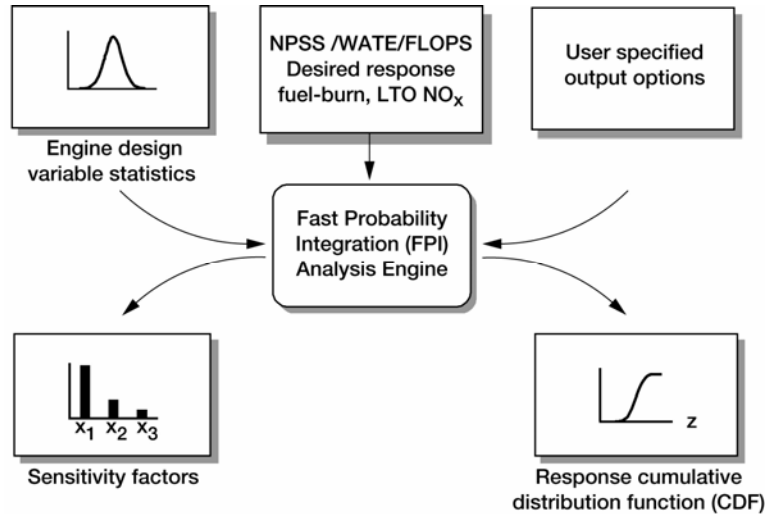 NPSS /WATE/FLOPS
Desired response
fuel-burn, LTO NOx
User specified
output options
Engine design
variable statistics
Fast Probability
Integration (FPI)
Analysis Engine
x1 x2 x3
Sensitivity factors
z
Response cumulative
distribution function (CDF)